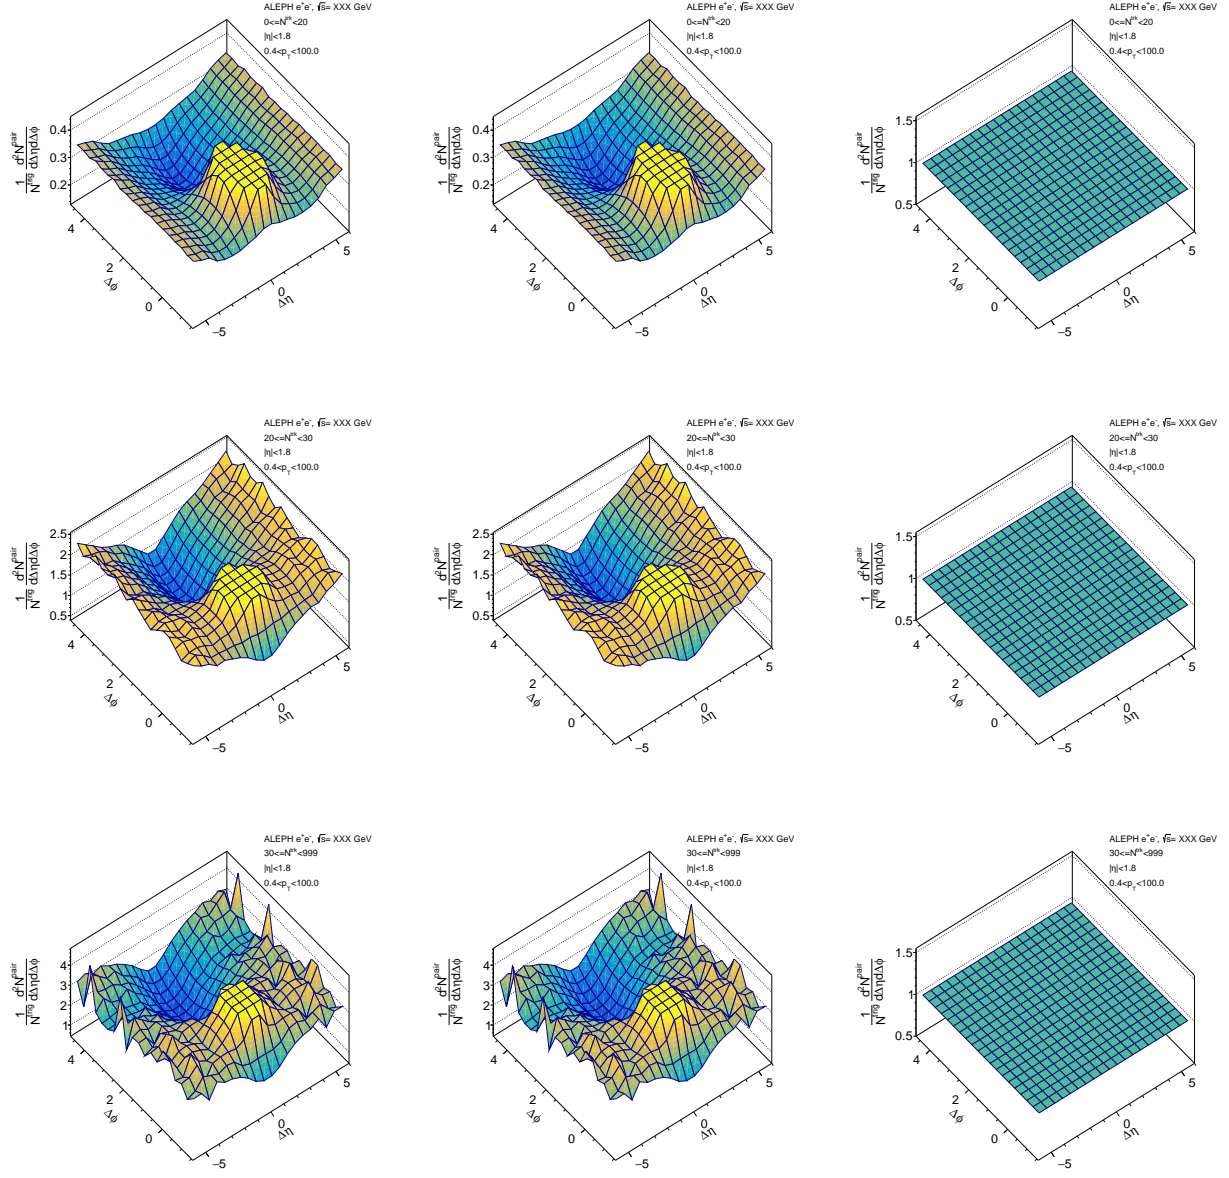 ALEPH e⁺e⁻, √s= XXX GeV
0<=Nᵗʳᵏ<20
|η|<1.8
0.4<p_T<100.0
1/N^trig d²N^pair/dΔηdΔϕ
0.4
0.3
0.2
4
2
0
Δϕ
−5
0
5
Δη
ALEPH e⁺e⁻, √s= XXX GeV
0<=Nᵗʳᵏ<20
|η|<1.8
0.4<p_T<100.0
1/N^trig d²N^pair/dΔηdΔϕ
0.4
0.3
0.2
4
2
0
Δϕ
−5
0
5
Δη
ALEPH e⁺e⁻, √s= XXX GeV
0<=Nᵗʳᵏ<20
|η|<1.8
0.4<p_T<100.0
1/N^trig d²N^pair/dΔηdΔϕ
1.5
1
0.5
4
2
0
Δϕ
−5
0
5
Δη
ALEPH e⁺e⁻, √s= XXX GeV
20<=Nᵗʳᵏ<30
|η|<1.8
0.4<p_T<100.0
1/N^trig d²N^pair/dΔηdΔϕ
2.5
2
1.5
1
0.5
4
2
0
Δϕ
−5
0
5
Δη
ALEPH e⁺e⁻, √s= XXX GeV
20<=Nᵗʳᵏ<30
|η|<1.8
0.4<p_T<100.0
1/N^trig d²N^pair/dΔηdΔϕ
2.5
2
1.5
1
0.5
4
2
0
Δϕ
−5
0
5
Δη
ALEPH e⁺e⁻, √s= XXX GeV
20<=Nᵗʳᵏ<30
|η|<1.8
0.4<p_T<100.0
1/N^trig d²N^pair/dΔηdΔϕ
1.5
1
0.5
4
2
0
Δϕ
−5
0
5
Δη
ALEPH e⁺e⁻, √s= XXX GeV
30<=Nᵗʳᵏ<999
|η|<1.8
0.4<p_T<100.0
1/N^trig d²N^pair/dΔηdΔϕ
4
3
2
1
4
2
0
Δϕ
−5
0
5
Δη
ALEPH e⁺e⁻, √s= XXX GeV
30<=Nᵗʳᵏ<999
|η|<1.8
0.4<p_T<100.0
1/N^trig d²N^pair/dΔηdΔϕ
4
3
2
1
4
2
0
Δϕ
−5
0
5
Δη
ALEPH e⁺e⁻, √s= XXX GeV
30<=Nᵗʳᵏ<999
|η|<1.8
0.4<p_T<100.0
1/N^trig d²N^pair/dΔηdΔϕ
1.5
1
0.5
4
2
0
Δϕ
−5
0
5
Δη